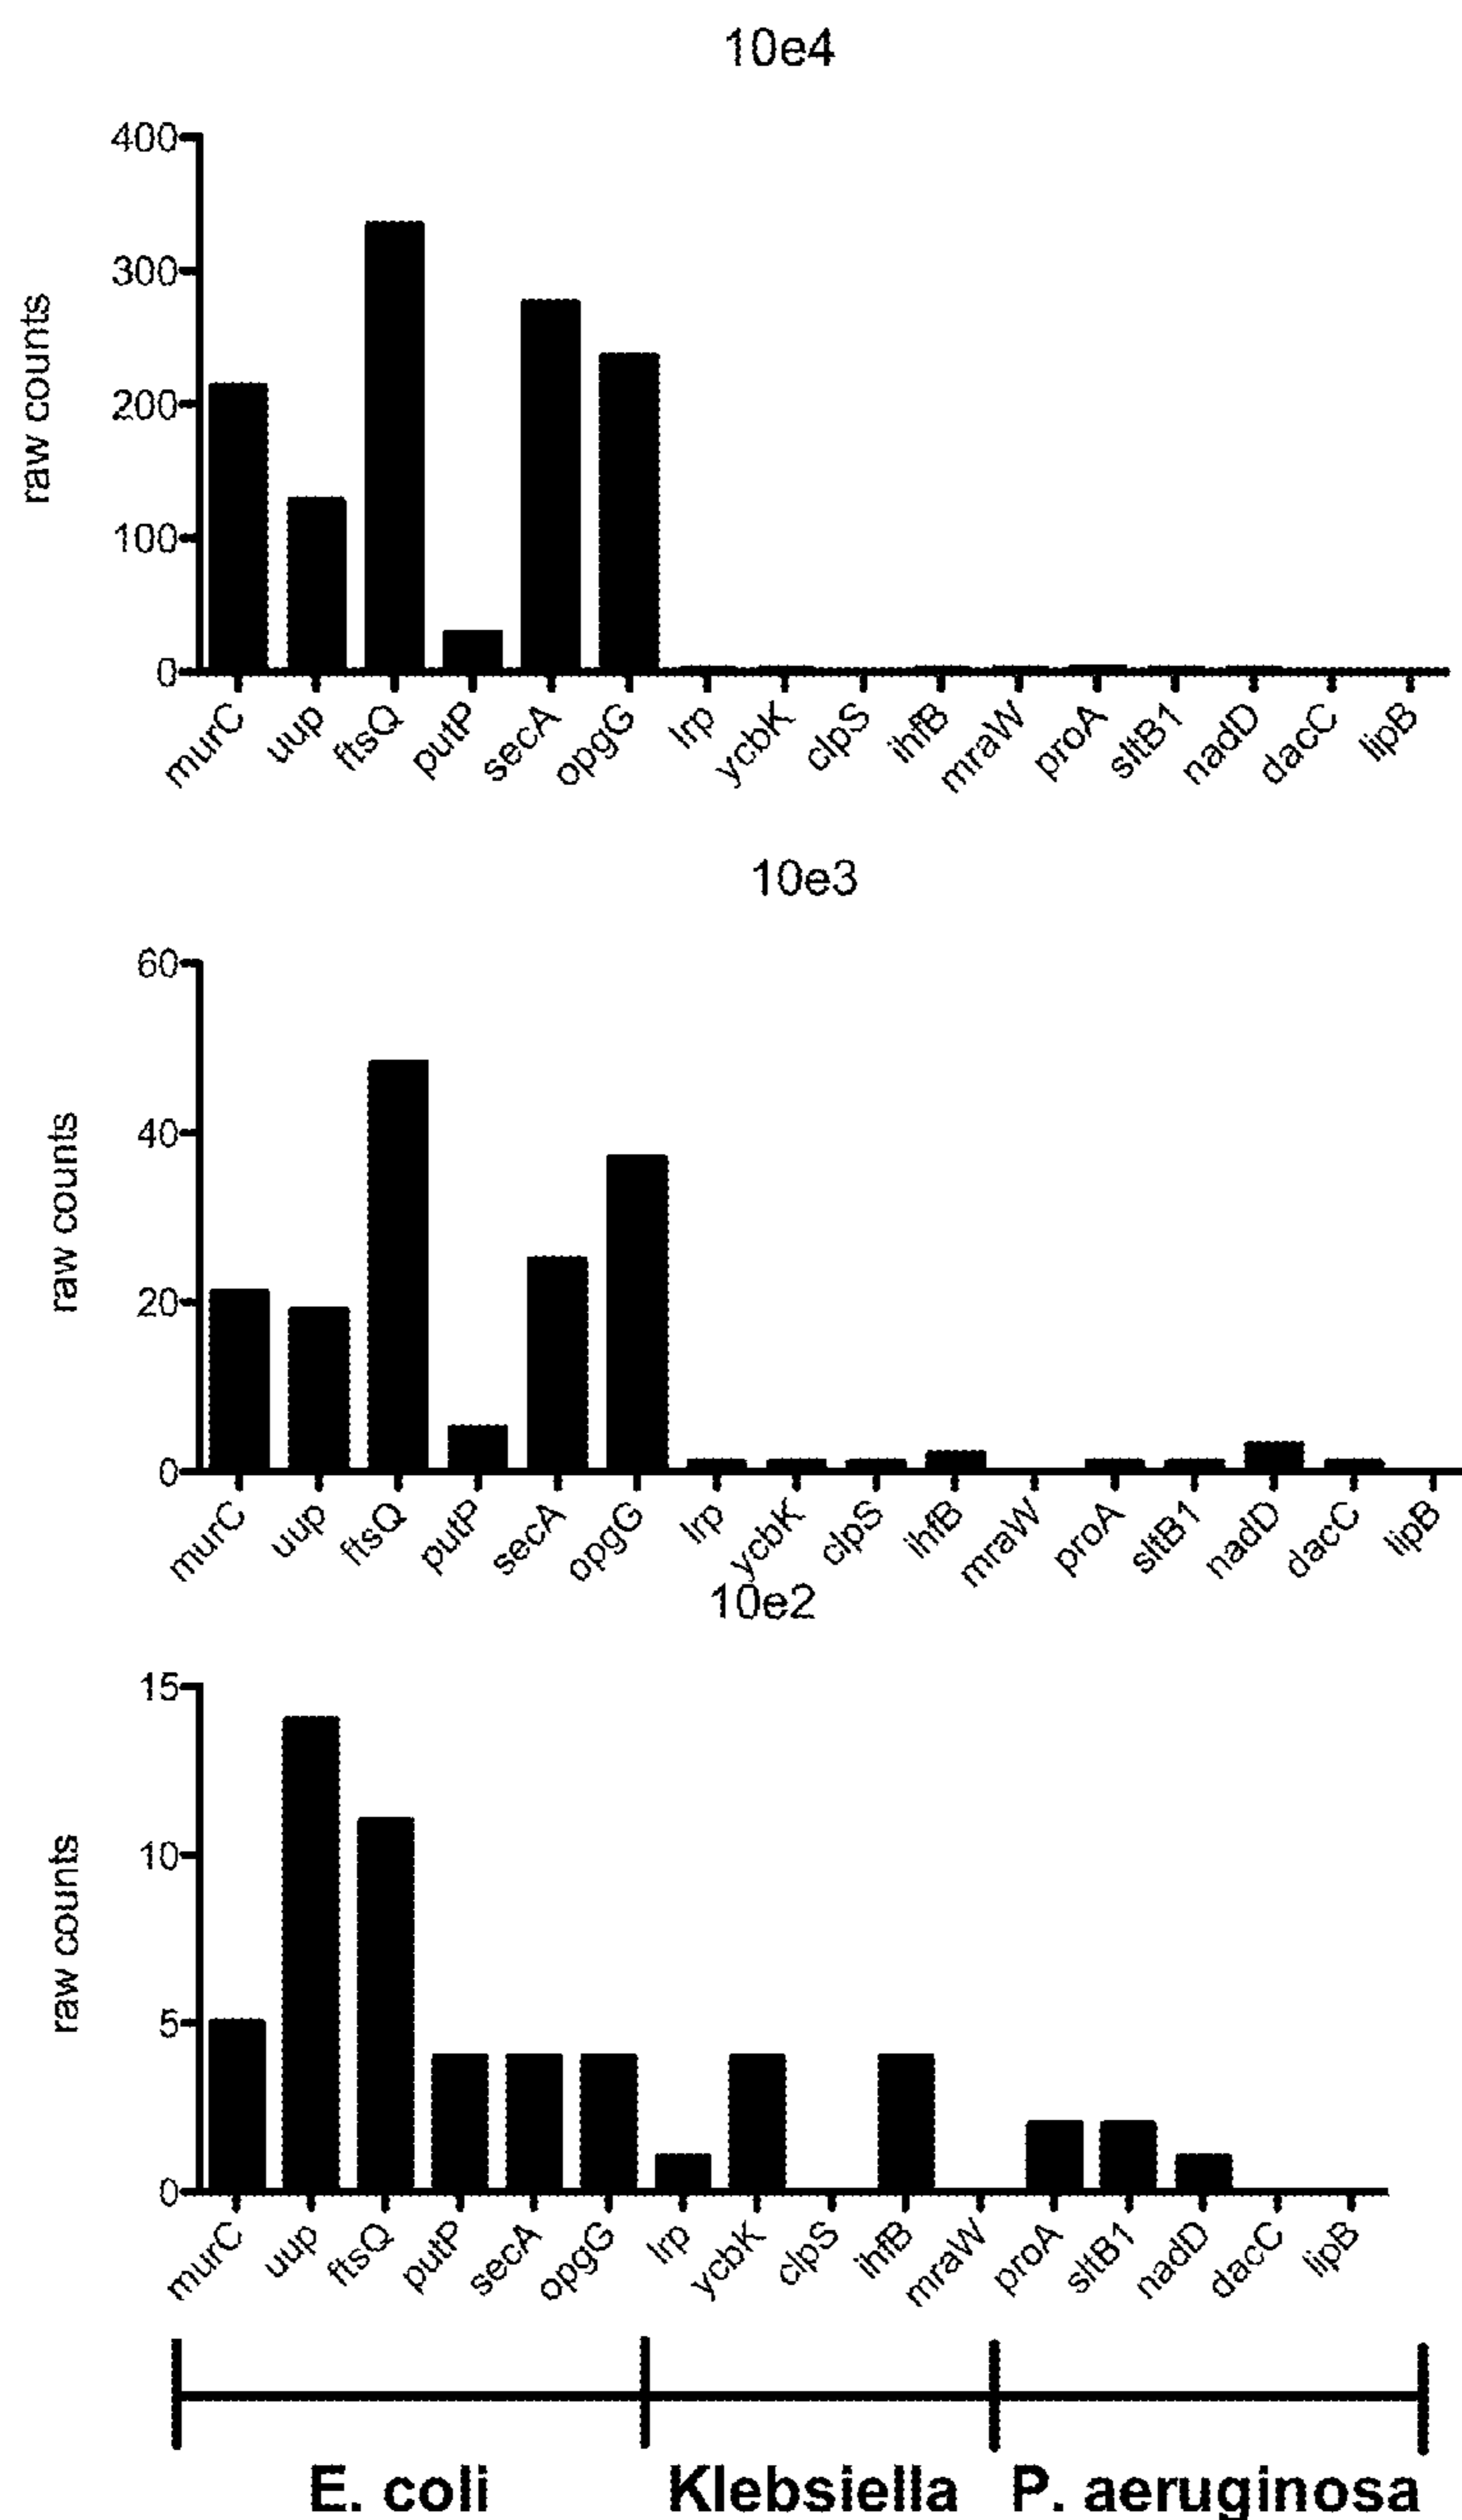 10e4
400
300
200
100
0
raw counts
murC uup ftsQ putP secA opgG lrp ycbK clpS ihfB mraW proA sltB1 nadD dacC lipB
10e3
60
40
20
0
raw counts
murC uup ftsQ putP secA opgG lrp ycbK clpS ihfB mraW proA sltB1 nadD dacC lipB
10e2
15
10
5
0
raw counts
murC uup ftsQ putP secA opgG lrp ycbK clpS ihfB mraW proA sltB1 nadD dacC lipB
E. coli Klebsiella P. aeruginosa